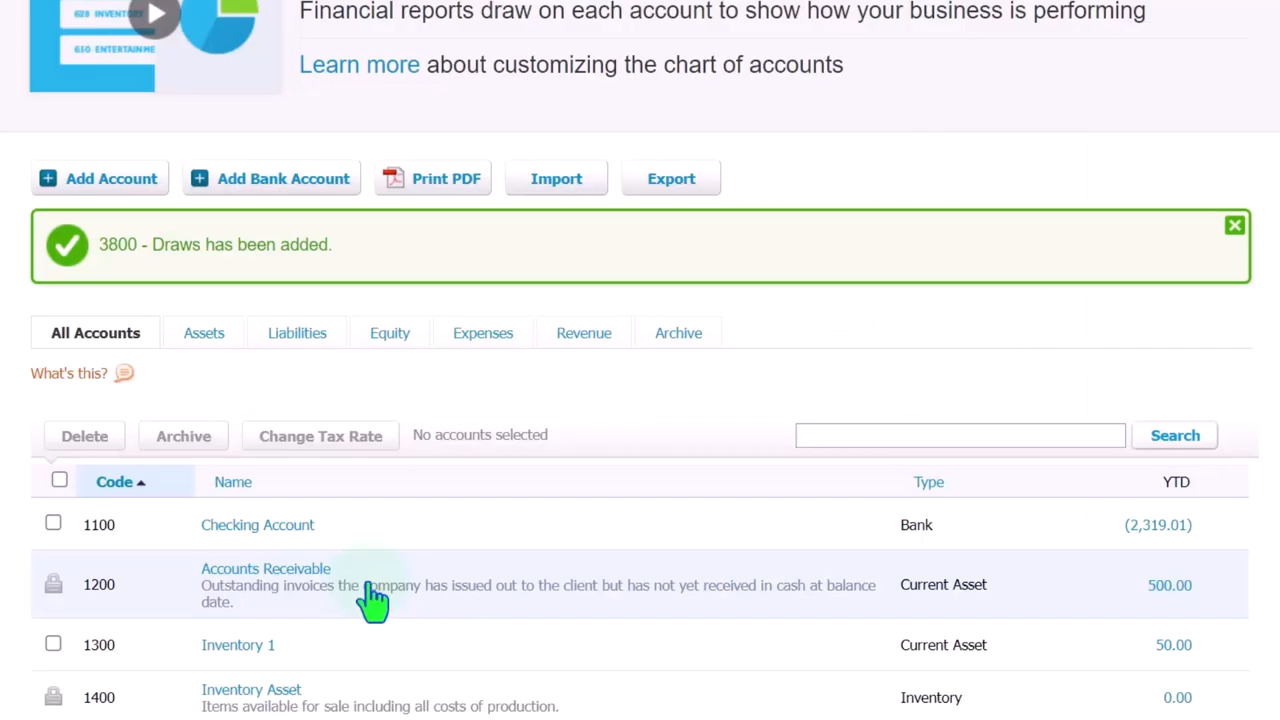 628 INVENTORY
Financial reports draw on each account to show how your business is performing
650 ENTERTAINME
Learn more about customizing the chart of accounts
Add Account Add Bank Account Print PDF Import Export
3800 - Draws has been added.
All Accounts Assets Liabilities Equity Expenses Revenue Archive
What's this?
Delete Archive Change Tax Rate No accounts selected Search
Code Name Type YTD
1100 Checking Account Bank (2,319.01)
Accounts Receivable
1200 Outstanding invoices the company has issued out to the client but has not yet received in cash at balance Current Asset 500.00
date.
1300 Inventory 1 Current Asset 50.00
Inventory Asset
1400 Items available for sale including all costs of production. Inventory 0.00